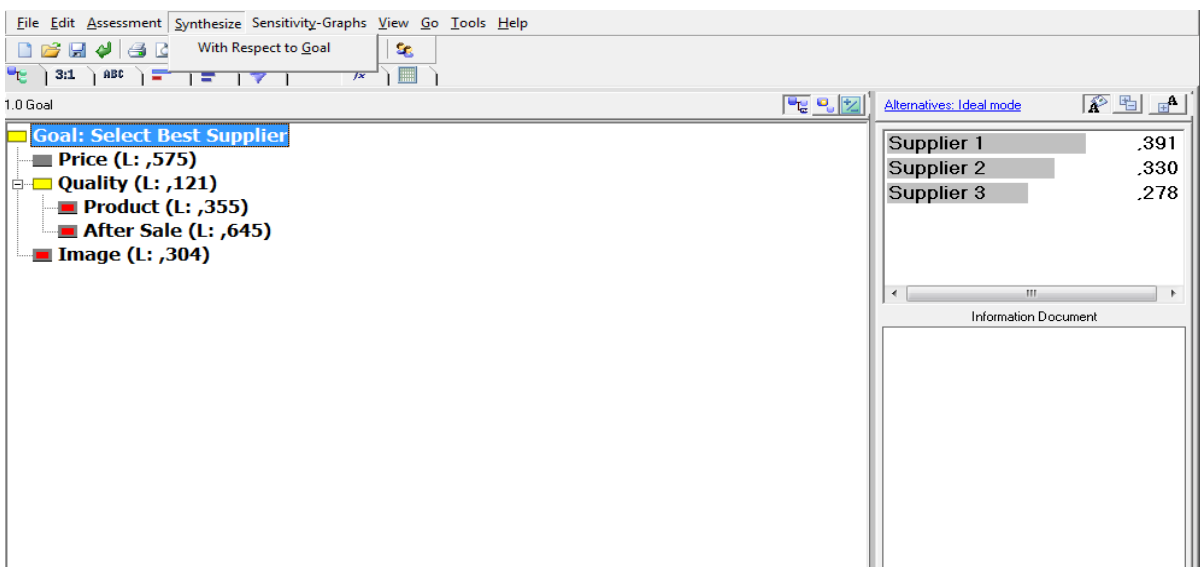 File Edit Assessment Synthesize Sensitivity-Graphs View Go Tools Help
With Respect to Goal
3:1 ABC
1.0 Goal
Alternatives: Ideal mode
Goal: Select Best Supplier
Price (L: ,575)
Quality (L: ,121)
Product (L: ,355)
After Sale (L: ,645)
Image (L: ,304)
Supplier 1 ,391
Supplier 2 ,330
Supplier 3 ,278
Information Document